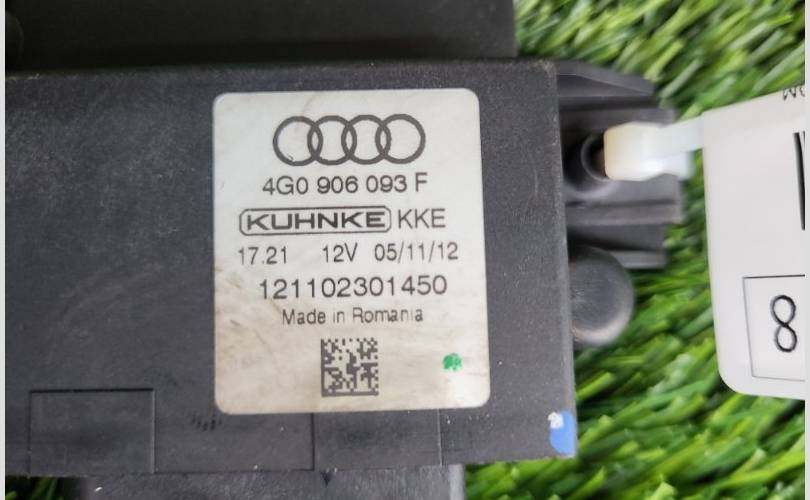 4G0 906 093 F
KUHNKE KKE
17.21 12V 05/11/12
121102301450
Made in Romania
8